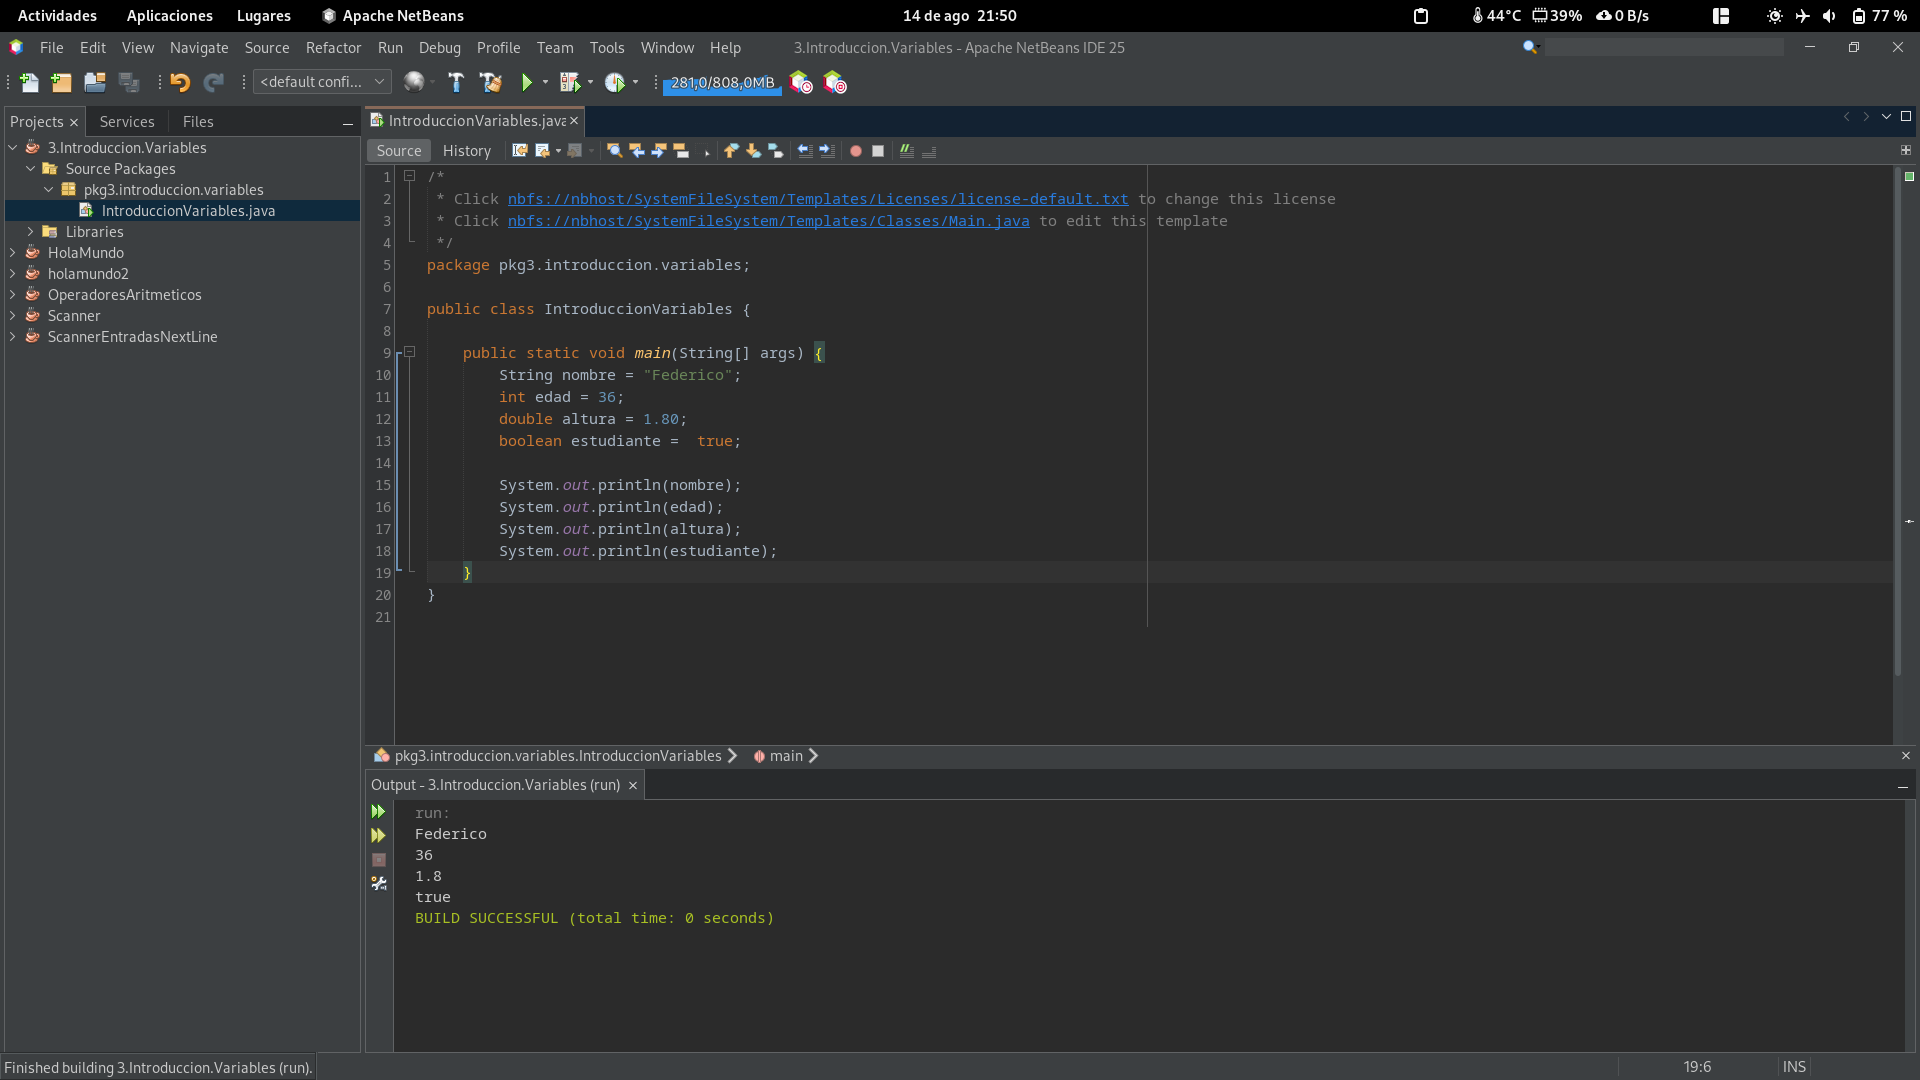 Actividades Aplicaciones Lugares Apache NetBeans 14 de ago 21:50 44°C 39% 0 B/s 77 %
File Edit View Navigate Source Refactor Run Debug Profile Team Tools Window Help 3.Introduccion.Variables - Apache NetBeans IDE 25
<default confi... 281,0/808,0MB
Projects Services Files
3.Introduccion.Variables
Source Packages
pkg3.introduccion.variables
IntroduccionVariables.java
Libraries
HolaMundo
holamundo2
OperadoresAritmeticos
Scanner
ScannerEntradasNextLine
IntroduccionVariables.java
Source History
1 /*
2 * Click nbfs://nbhost/SystemFileSystem/Templates/Licenses/license-default.txt to change this license
3 * Click nbfs://nbhost/SystemFileSystem/Templates/Classes/Main.java to edit this template
4 */
5 package pkg3.introduccion.variables;
6
7 public class IntroduccionVariables {
8
9 public static void main(String[] args) {
10 String nombre = "Federico";
11 int edad = 36;
12 double altura = 1.80;
13 boolean estudiante =  true;
14
15 System.out.println(nombre);
16 System.out.println(edad);
17 System.out.println(altura);
18 System.out.println(estudiante);
19 }
20 }
21
pkg3.introduccion.variables.IntroduccionVariables main
Output - 3.Introduccion.Variables (run)
run:
Federico
36
1.8
true
BUILD SUCCESSFUL (total time: 0 seconds)
Finished building 3.Introduccion.Variables (run). 19:6 INS